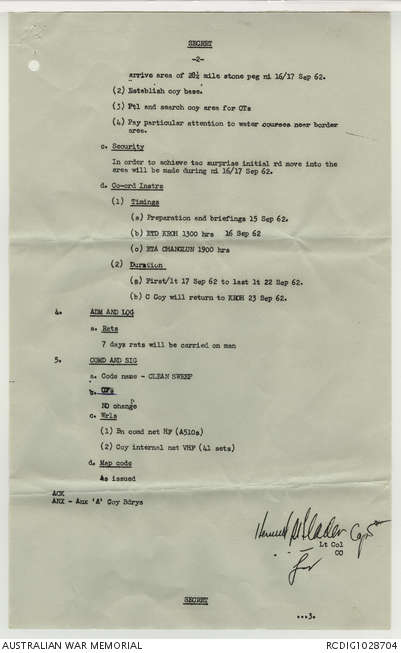 SECRET
-2-
arrive area of 28½ mile stone peg ni 16/17 Sep 62.
(2) Establish coy base.
(3) Ptl and search coy area for CTs
(4) Pay particular attention to water courses near border
area.
c. Security
In order to achieve tac surprise initial rd move into the
area will be made during ni 16/17 Sep 62.
d. Co-ord Instrs
(1) Timings
(a) Preparation and briefings 15 Sep 62.
(b) ETD KROH 1300 hrs 16 Sep 62
(c) ETA CHANGLUN 1900 hrs
(2) Duration
(a) First/lt 17 Sep 62 to last lt 22 Sep 62.
(b) C Coy will return to KROH 23 Sep 62.
4. ADM AND LOG
a. Rats
7 days rats will be carried on man
5. COMD AND SIG
a. Code name - CLEAN SWEEP
b.
NO change
c. Wrls
(1) Bn comd net HF (A510s)
(2) Coy internal net VHF (41 sets)
d. Map code
As issued
ACK
ANX - Anx 'A' Coy Bdrys
Capt
Lt Col
CO
for
SECRET
...3.
AUSTRALIAN WAR MEMORIAL
RCDIG1028704